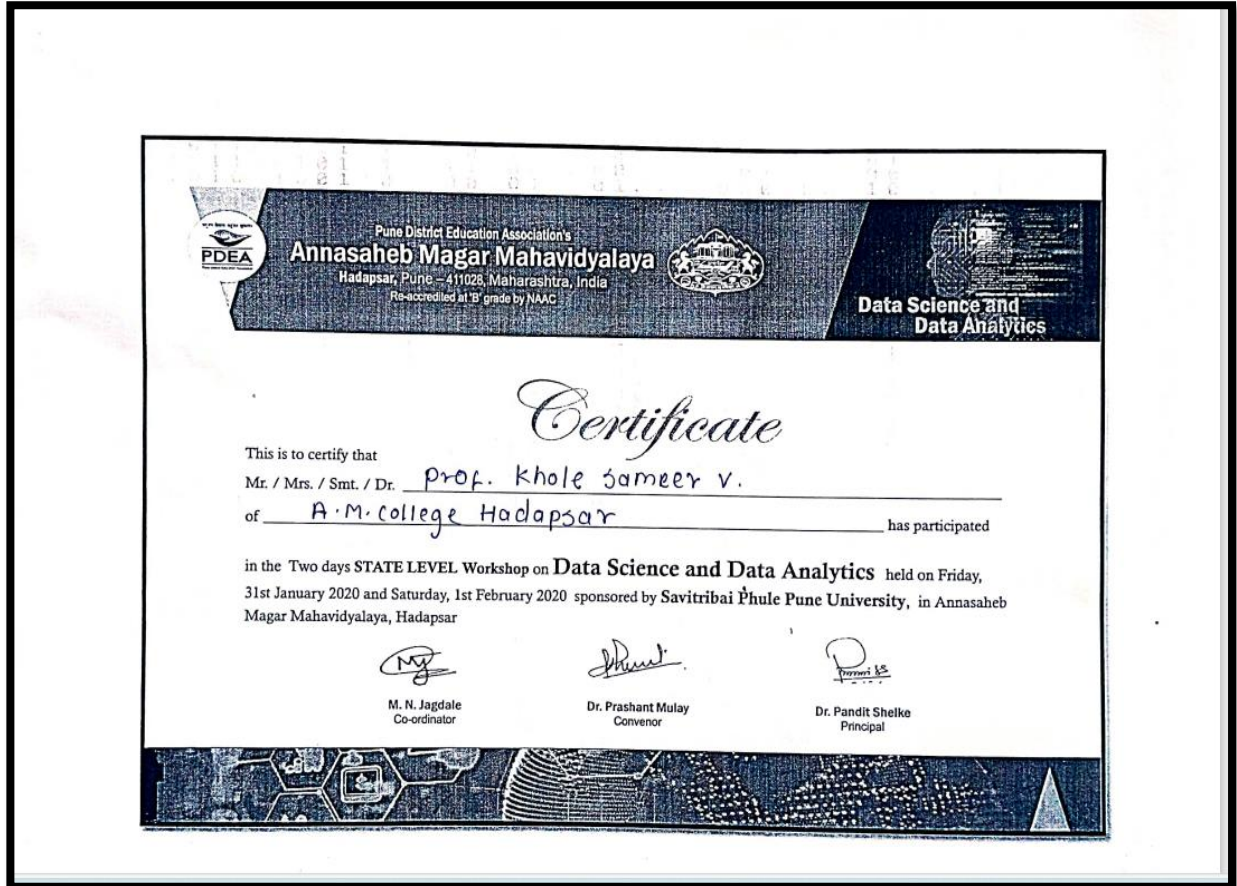 Pune District Education Association's
Annasaheb Magar Mahavidyalaya
Hadapsar, Pune – 411028, Maharashtra, India
Re-accredited at 'B' grade by NAAC
PDEA
Data Science and
Data Analytics
Certificate
This is to certify that
Mr. / Mrs. / Smt. / Dr. Prof. Khole Sameer V.
of A.M. College Hadapsar has participated
in the Two days STATE LEVEL Workshop on Data Science and Data Analytics held on Friday,
31st January 2020 and Saturday, 1st February 2020 sponsored by Savitribai Phule Pune University, in Annasaheb
Magar Mahavidyalaya, Hadapsar
M. N. Jagdale
Co-ordinator
Dr. Prashant Mulay
Convenor
Dr. Pandit Shelke
Principal